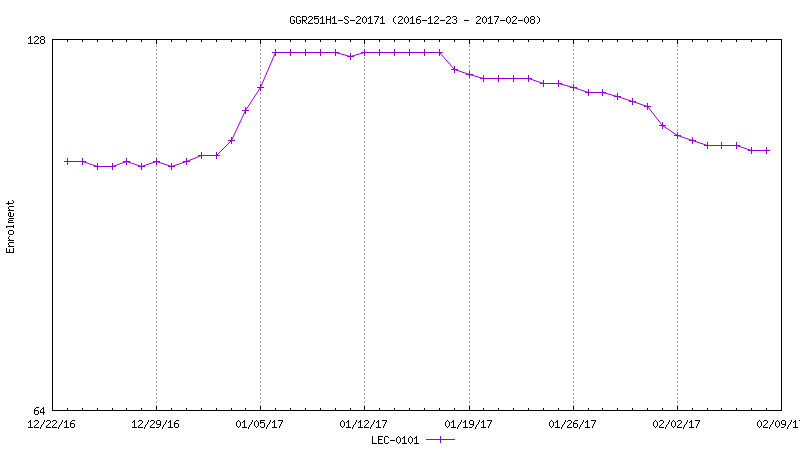 GGR251H1-S-20171 (2016-12-23 - 2017-02-08)
128
Enrolment
64
12/22/16 12/29/16 01/05/17 01/12/17 01/19/17 01/26/17 02/02/17 02/09/1
LEC-0101